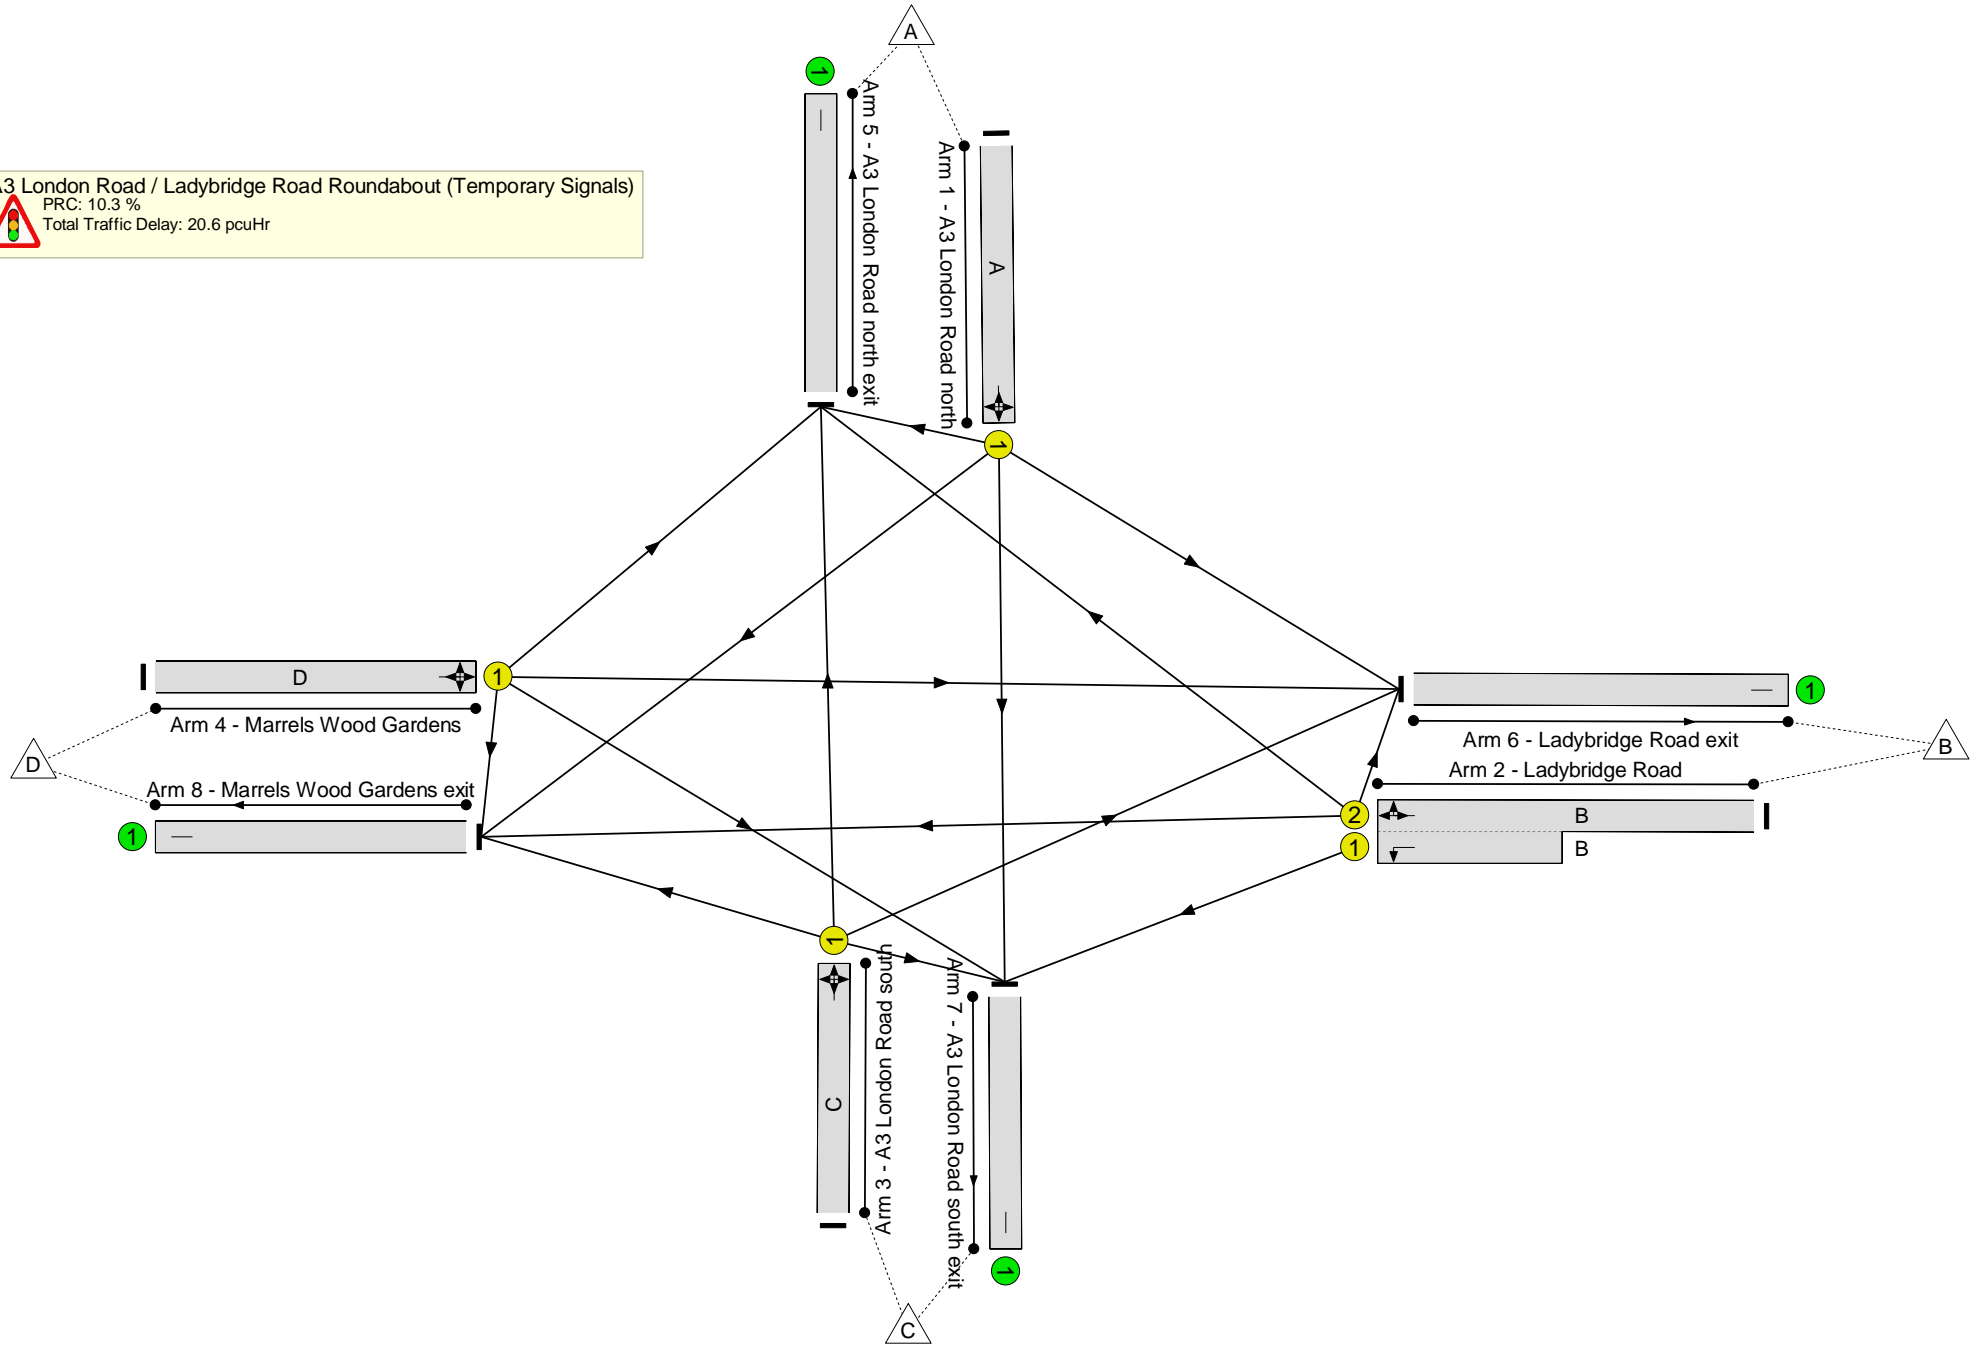 A
1
Arm 5 - A3 London Road north exit
Arm 1 - A3 London Road north
A
1
A3 London Road / Ladybridge Road Roundabout (Temporary Signals)
PRC: 10.3 %
Total Traffic Delay: 20.6 pcuHr
D
1
Arm 4 - Marrels Wood Gardens
D
Arm 8 - Marrels Wood Gardens exit
1
1
Arm 6 - Ladybridge Road exit
B
Arm 2 - Ladybridge Road
2
B
1
B
1
C
Arm 3 - A3 London Road south
Arm 7 - A3 London Road south exit
1
C